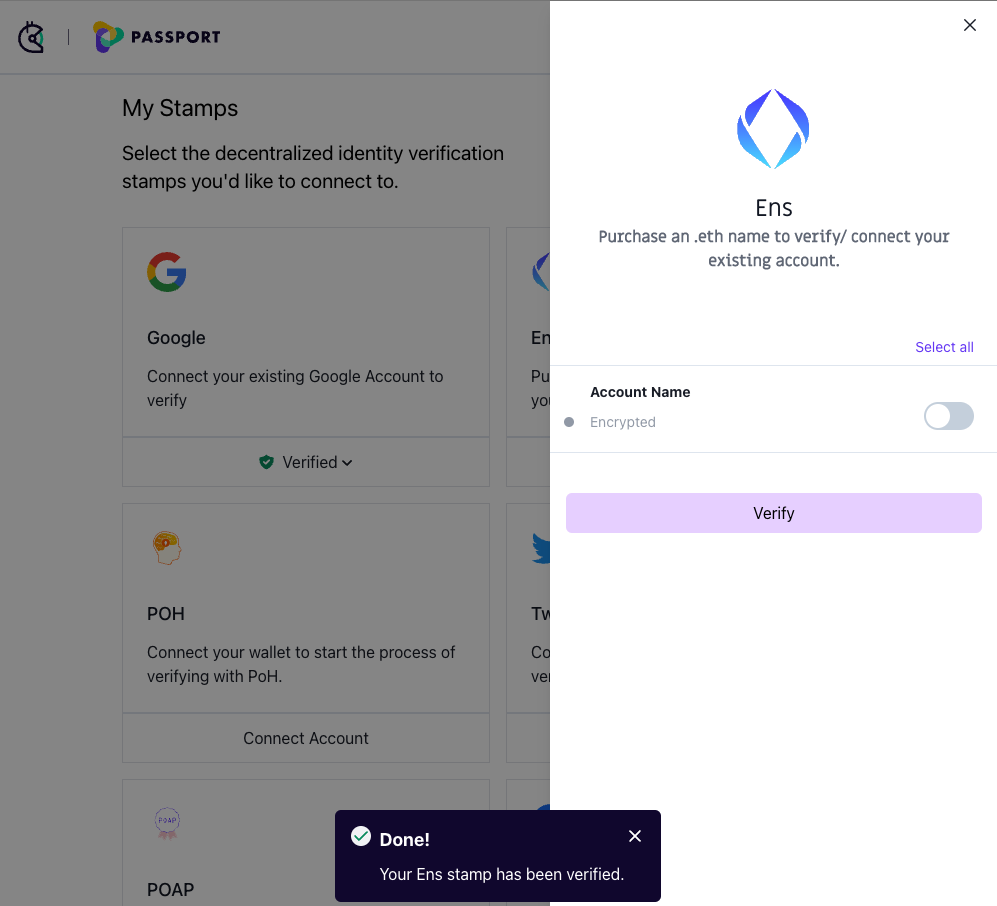 PASSPORT
My Stamps
Select the decentralized identity verification
stamps you'd like to connect to.
Google
Connect your existing Google Account to
verify
Verified
En
Pu
you
POH
Connect your wallet to start the process of
verifying with PoH.
Connect Account
Tw
Co
ver
POAP
POAP
Ens
Purchase an .eth name to verify/ connect your
existing account.
Select all
Account Name
Encrypted
Verify
Done!
Your Ens stamp has been verified.